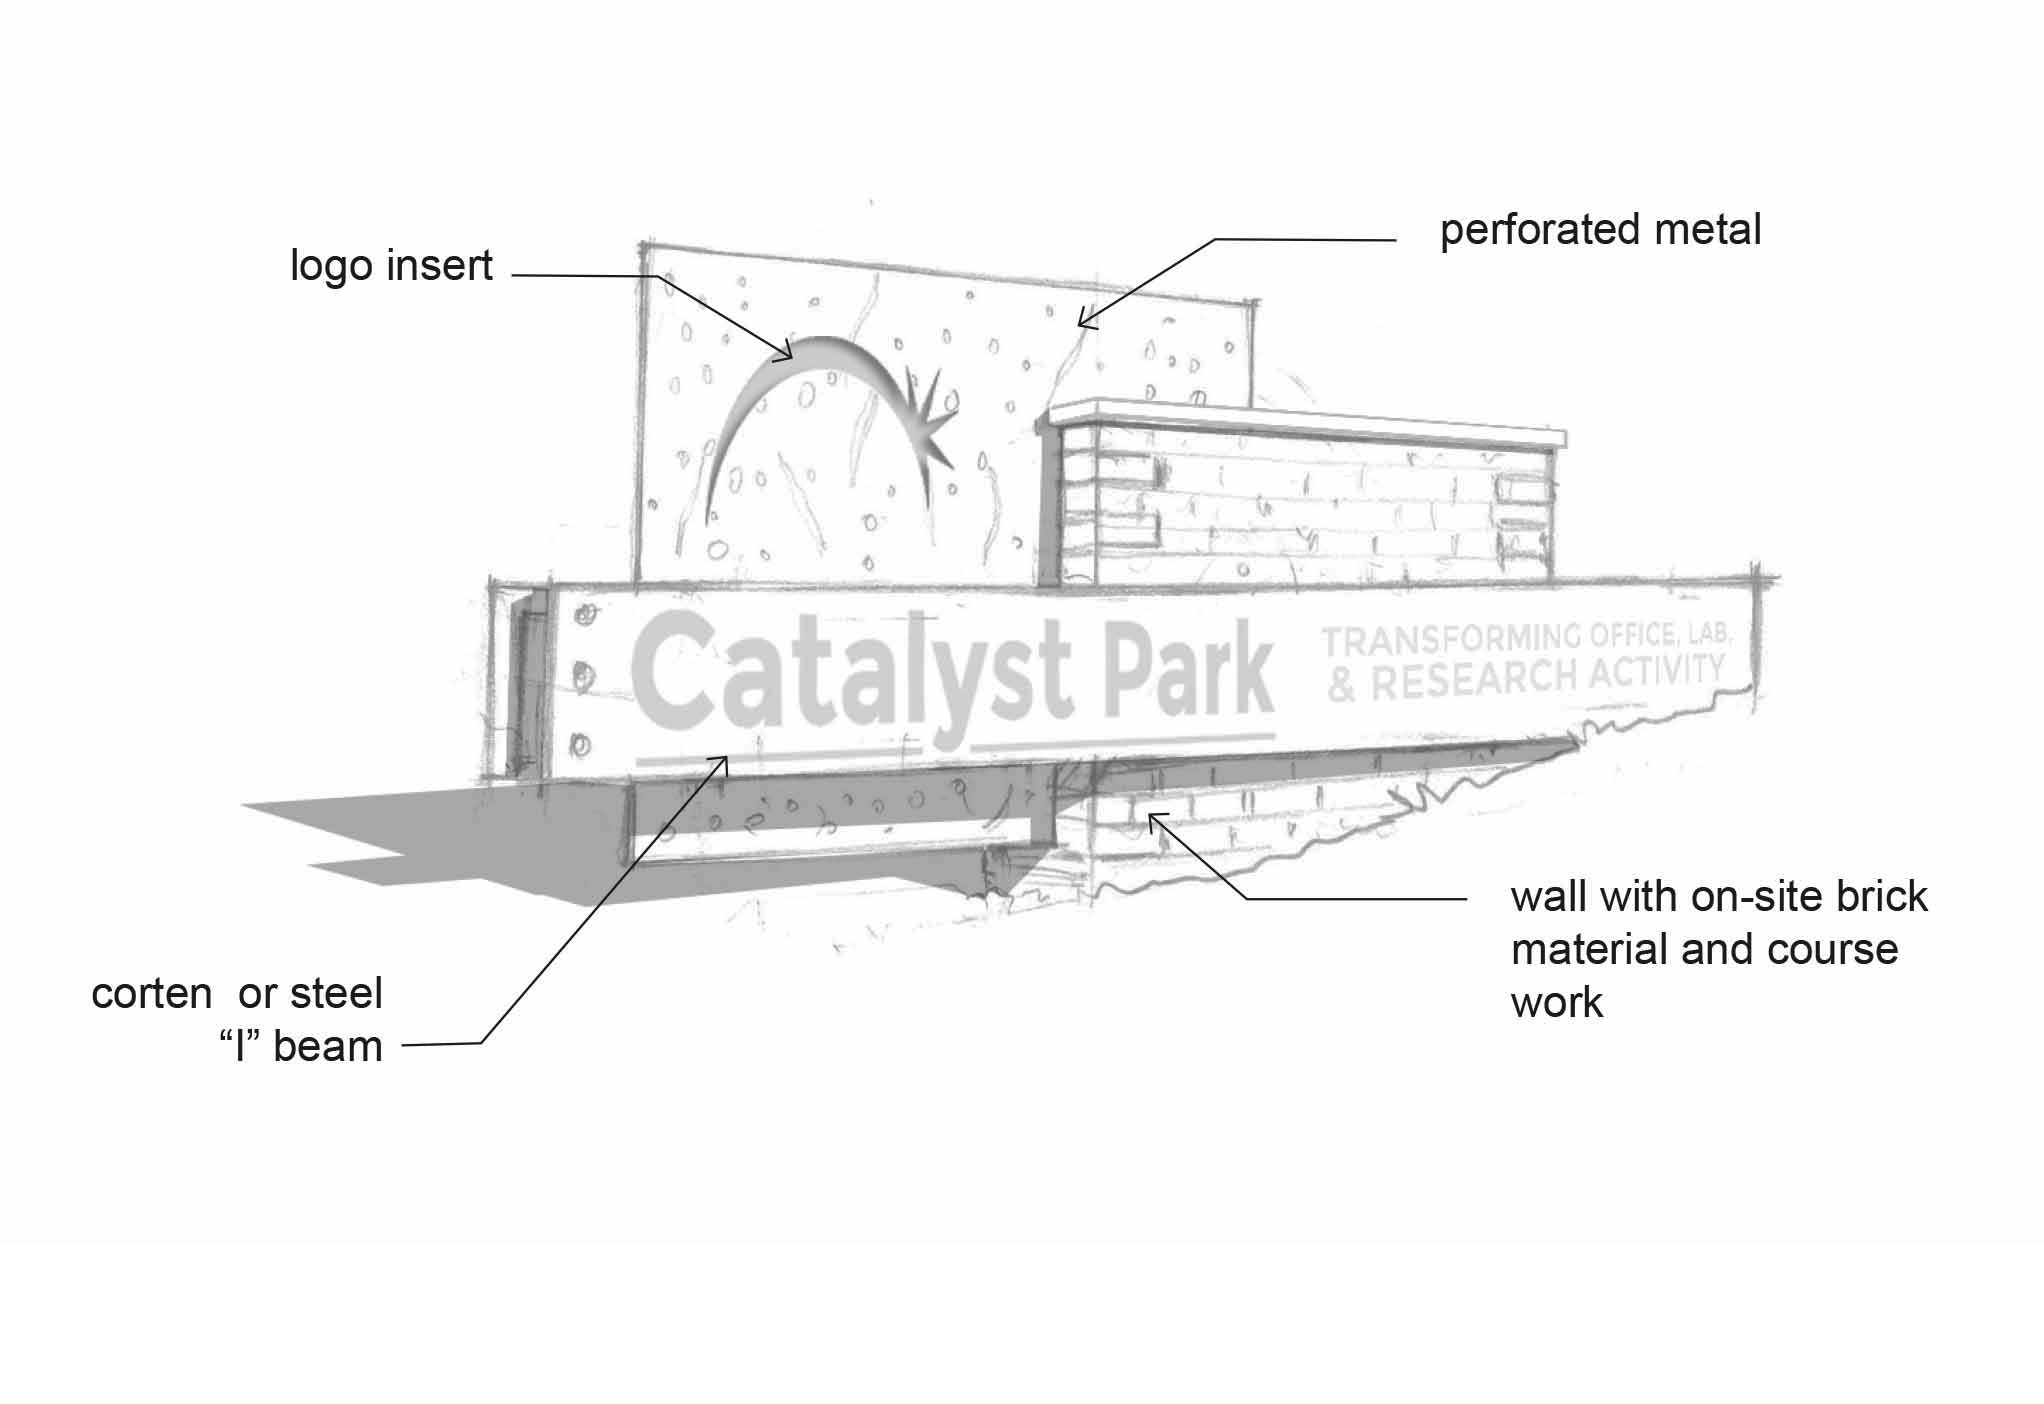 logo insert
perforated metal
Catalyst Park
TRANSFORMING OFFICE, LAB,
& RESEARCH ACTIVITY
wall with on-site brick
material and course
work
corten  or steel
“I” beam